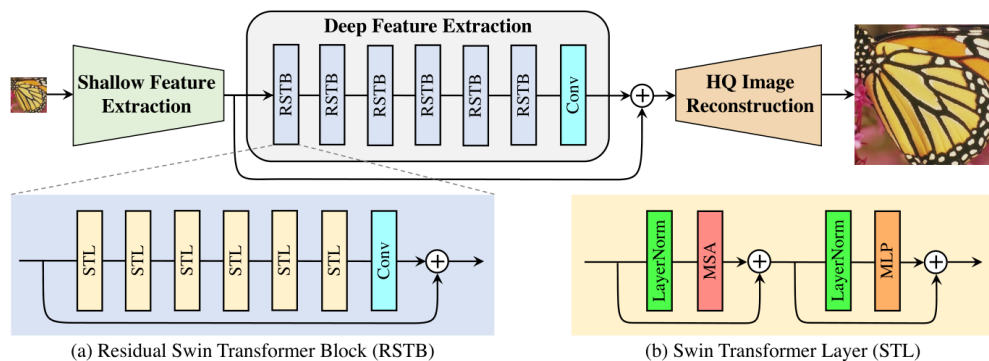 Deep Feature Extraction
Shallow Feature
Extraction
RSTB
RSTB
RSTB
RSTB
RSTB
RSTB
Conv
+
HQ Image
Reconstruction
STL
STL
STL
STL
STL
STL
Conv
+
LayerNorm
MSA
+
LayerNorm
MLP
+
(a) Residual Swin Transformer Block (RSTB)
(b) Swin Transformer Layer (STL)